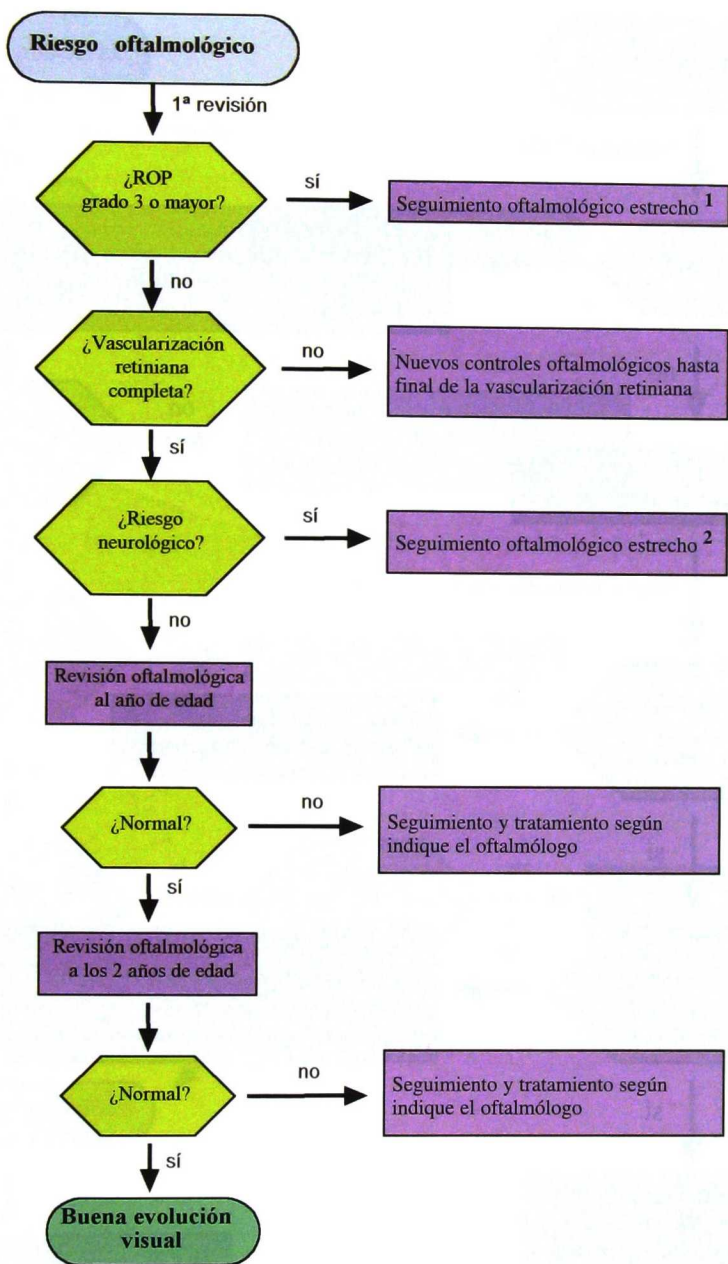 Riesgo oftalmológico
1ª revisión
¿ROP
grado 3 o mayor?
sí
Seguimiento oftalmológico estrecho 1
no
¿Vascularización
retiniana
completa?
no
Nuevos controles oftalmológicos hasta
final de la vascularización retiniana
sí
¿Riesgo
neurológico?
sí
Seguimiento oftalmológico estrecho 2
no
Revisión oftalmológica
al año de edad
¿Normal?
no
Seguimiento y tratamiento según
indique el oftalmólogo
sí
Revisión oftalmológica
a los 2 años de edad
¿Normal?
no
Seguimiento y tratamiento según
indique el oftalmólogo
sí
Buena evolución
visual